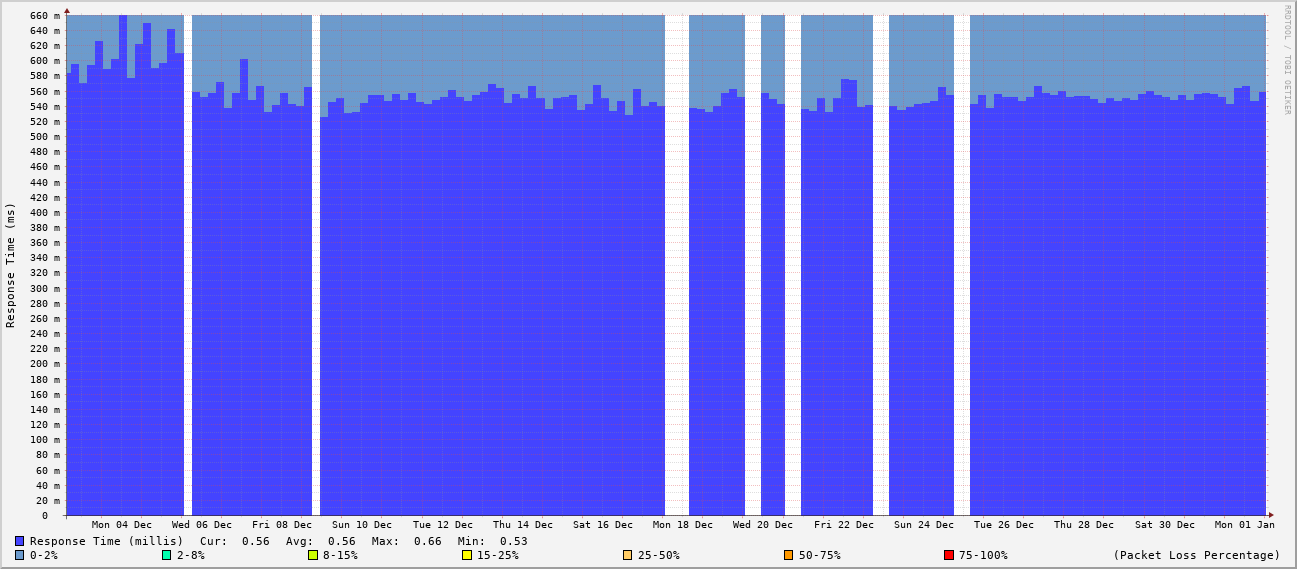 RRDTOOL / TOBI OETIKER
Response Time (ms)
660 m
640 m
620 m
600 m
580 m
560 m
540 m
520 m
500 m
480 m
460 m
440 m
420 m
400 m
380 m
360 m
340 m
320 m
300 m
280 m
260 m
240 m
220 m
200 m
180 m
160 m
140 m
120 m
100 m
80 m
60 m
40 m
20 m
0
Mon 04 Dec Wed 06 Dec Fri 08 Dec Sun 10 Dec Tue 12 Dec Thu 14 Dec Sat 16 Dec Mon 18 Dec Wed 20 Dec Fri 22 Dec Sun 24 Dec Tue 26 Dec Thu 28 Dec Sat 30 Dec Mon 01 Jan
Response Time (millis) Cur: 0.56 Avg: 0.56 Max: 0.66 Min: 0.53
0-2% 2-8% 8-15% 15-25% 25-50% 50-75% 75-100% (Packet Loss Percentage)